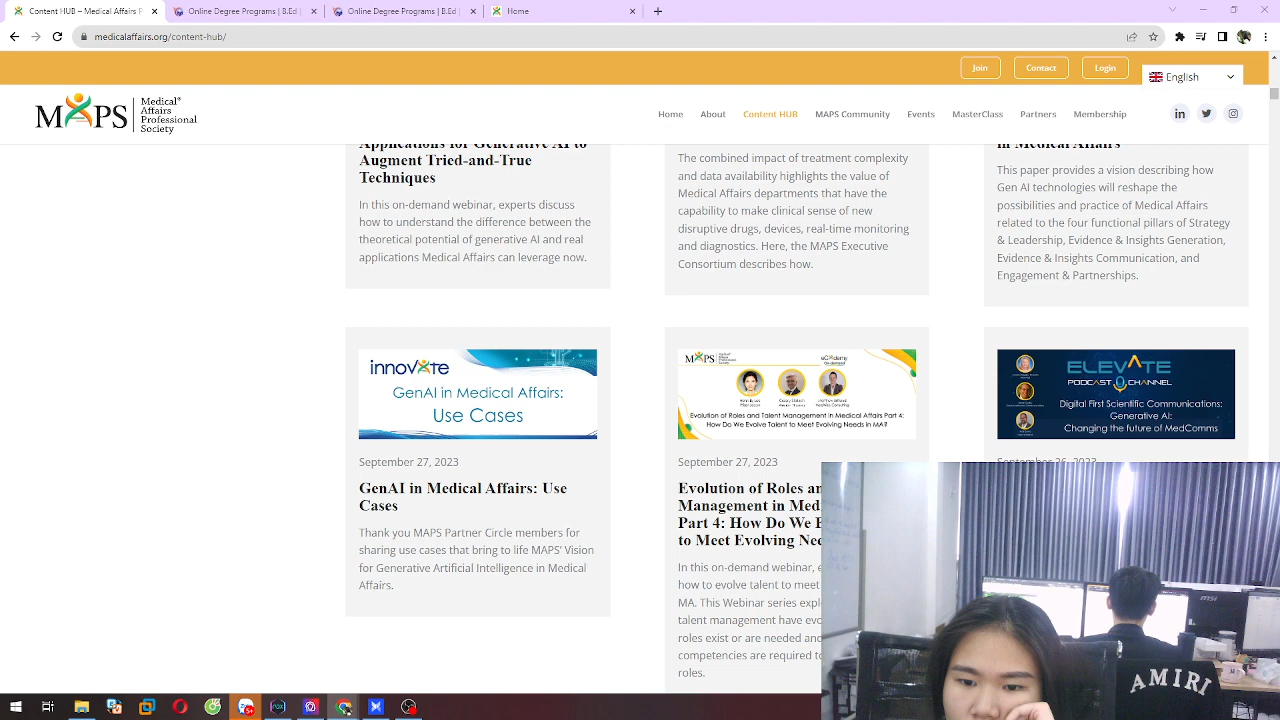 Content HUB – Medical Affairs P
Online Degree Programs | B.Ed
Online Degree Programs | B.Ed
Home
medicalaffairs.org/content-hub/
Join
Contact
Login
English
MAPS
Medical
Affairs
Professional
Society
Home
About
Content HUB
MAPS Community
Events
MasterClass
Partners
Membership
Applications for Generative AI to
Augment Tried-and-True
Techniques
In this on-demand webinar, experts discuss
how to understand the difference between the
theoretical potential of generative AI and real
applications Medical Affairs can leverage now.
The combined impact of treatment complexity
and data availability highlights the value of
Medical Affairs departments that have the
capability to make clinical sense of new
disruptive drugs, devices, real-time monitoring
and diagnostics. Here, the MAPS Executive
Consortium describes how.
in Medical Affairs
This paper provides a vision describing how
Gen AI technologies will reshape the
possibilities and practice of Medical Affairs
related to the four functional pillars of Strategy
& Leadership, Evidence & Insights Generation,
Evidence & Insights Communication, and
Engagement & Partnerships.
innovate
GenAI in Medical Affairs:
Use Cases
September 27, 2023
GenAI in Medical Affairs: Use
Cases
Thank you MAPS Partner Circle members for
sharing use cases that bring to life MAPS' Vision
for Generative Artificial Intelligence in Medical
Affairs.
MAPS
Evolution of Roles and Talent Management in Medical Affairs Part 4:
How Do We Evolve Talent to Meet Evolving Needs in MA?
September 27, 2023
Evolution of Roles an
Management in Med
Part 4: How Do We E
to Meet Evolving Nee
In this on-demand webinar, e
how to evolve talent to meet
MA. This Webinar series expl
talent management have evo
roles exist or are needed and
competencies are required to
roles.
ELEVATE
PODCAST CHANNEL
Digital First Scientific Communications:
Generative AI:
Changing the future of MedComms
September 26, 2023
msi
AMIRI